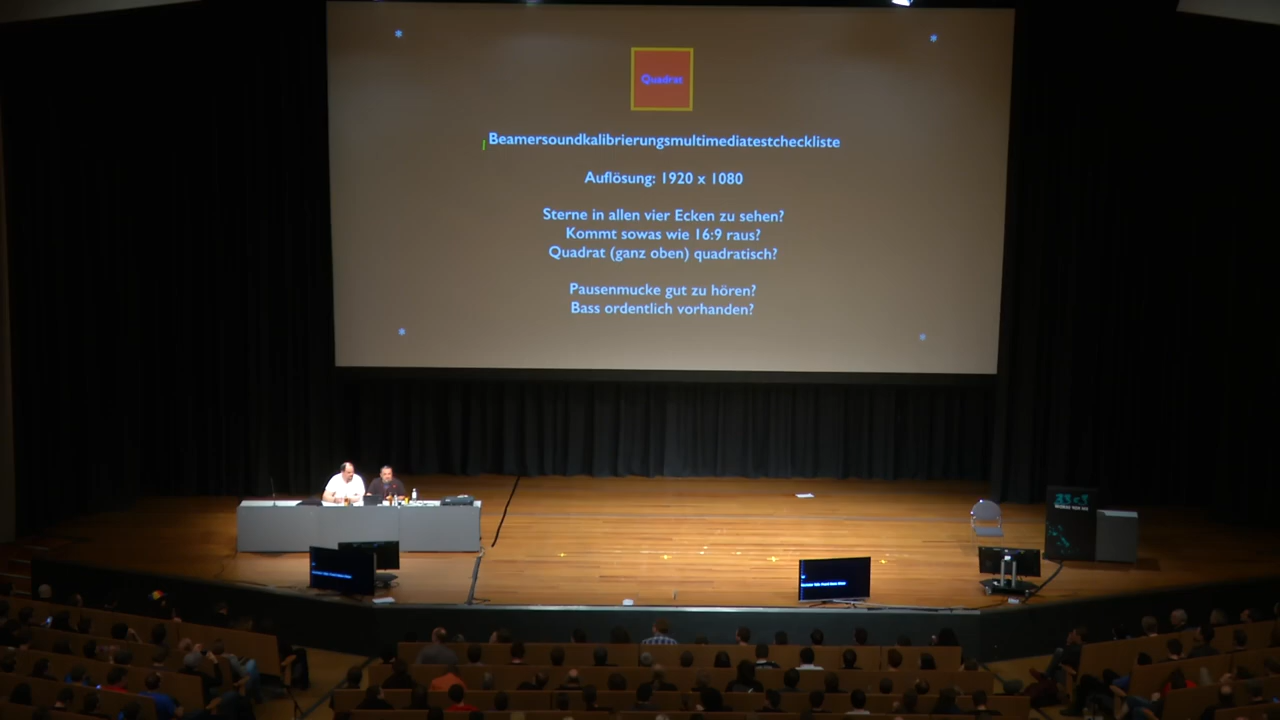 Quadrat
Beamersoundkalibrierungsmultimediatestcheckliste
Auflösung: 1920 x 1080
Sterne in allen vier Ecken zu sehen?
Kommt sowas wie 16:9 raus?
Quadrat (ganz oben) quadratisch?
Pausenmucke gut zu hören?
Bass ordentlich vorhanden?
33c3